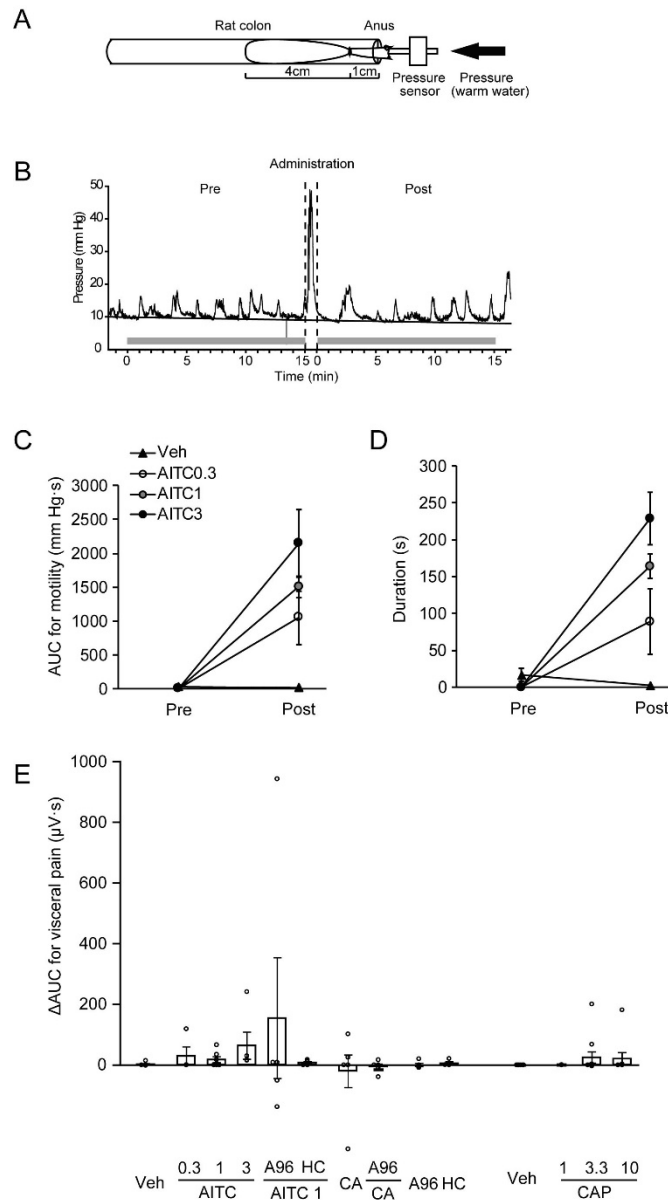 A
Rat colon Anus
4cm 1cm
Pressure sensor
Pressure (warm water)
B
Administration
Pre Post
Pressure (mm Hg)
50
40
30
20
10
0
0 5 10 15 0 5 10 15
Time (min)
C
Veh
AITC0.3
AITC1
AITC3
AUC for motility (mm Hg·s)
3000
2500
2000
1500
1000
500
0
Pre Post
D
Duration (s)
300
250
200
150
100
50
0
Pre Post
E
ΔAUC for visceral pain (μV·s)
1000
800
600
400
200
0
Veh
0.3 1 3
AITC
A96 HC
AITC 1
CA
A96
CA
A96 HC
Veh
1 3.3 10
CAP